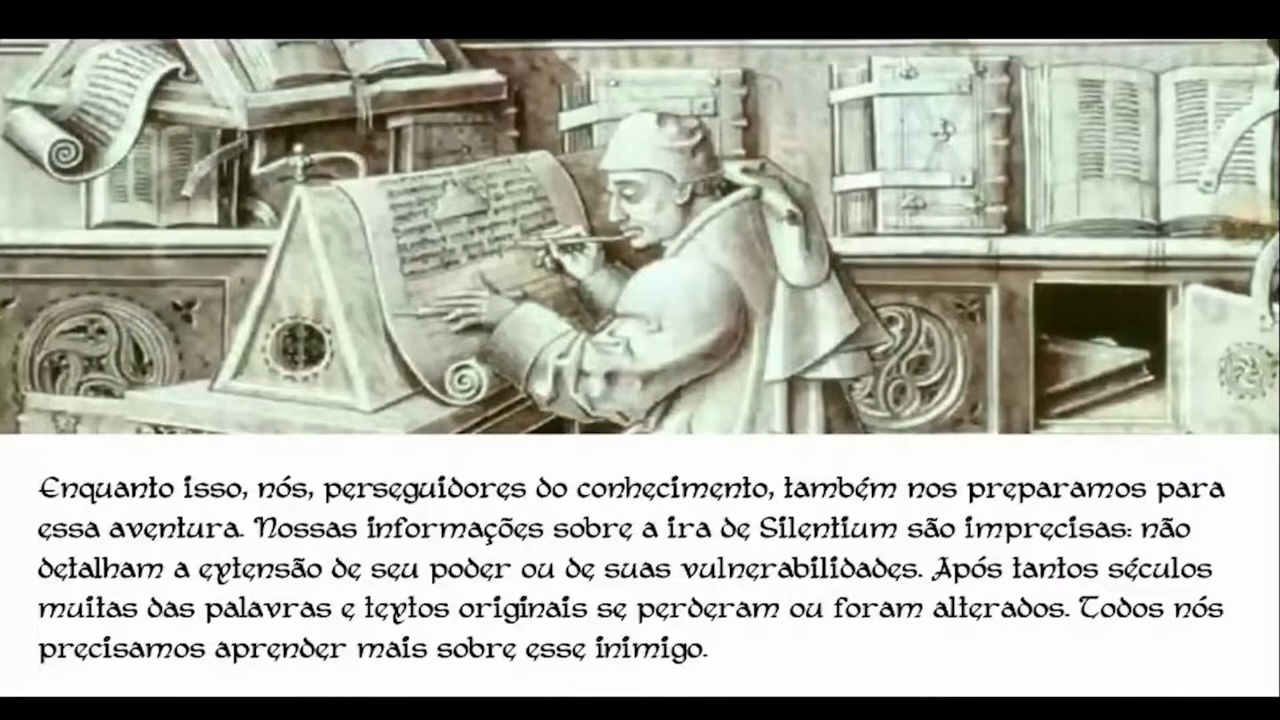 Enquanto isso, nós, perseguidores do conhecimento, também nos preparamos para
essa aventura. Nossas informações sobre a ira de Silentium são imprecisas: não
detalham a extensão de seu poder ou de suas vulnerabilidades. Após tantos séculos
muitas das palavras e textos originais se perderam ou foram alterados. Todos nós
precisamos aprender mais sobre esse inimigo.